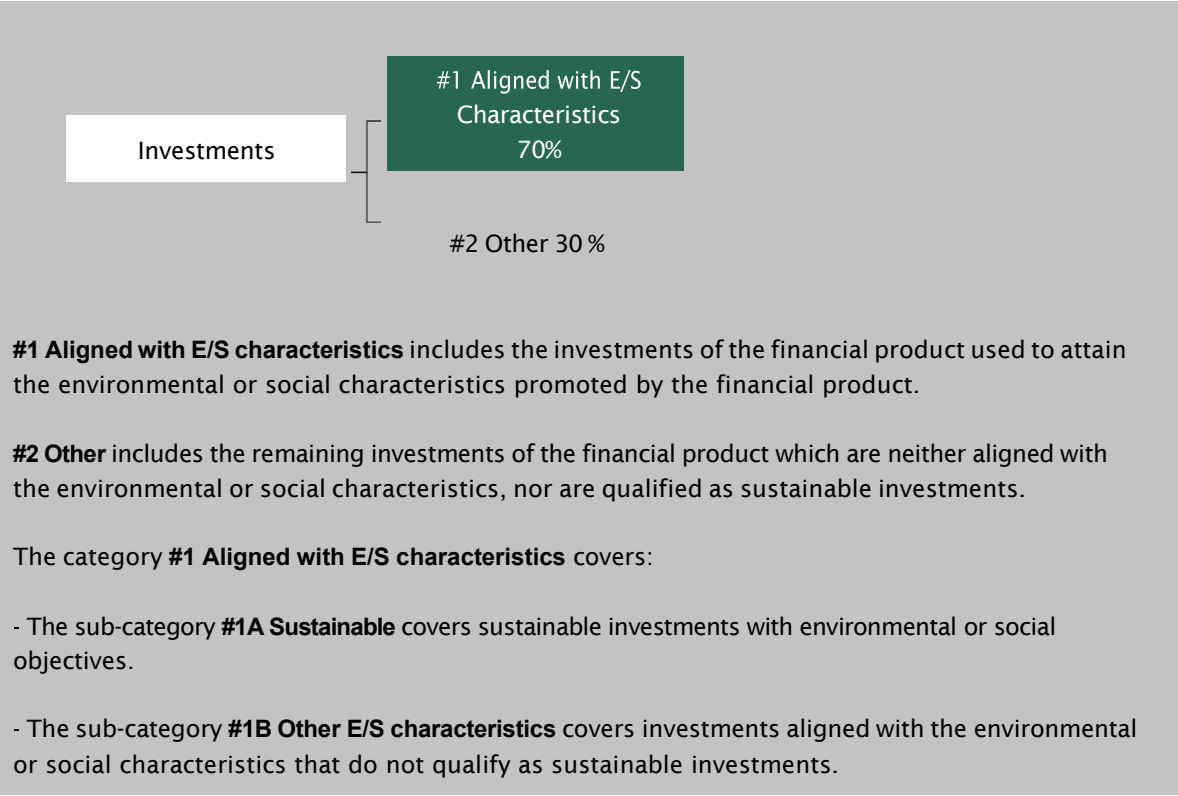 #1 Aligned with E/S
Characteristics
70%
Investments
#2 Other 30 %
#1 Aligned with E/S characteristics includes the investments of the financial product used to attain
the environmental or social characteristics promoted by the financial product.
#2 Other includes the remaining investments of the financial product which are neither aligned with
the environmental or social characteristics, nor are qualified as sustainable investments.
The category #1 Aligned with E/S characteristics covers:
- The sub-category #1A Sustainable covers sustainable investments with environmental or social
objectives.
- The sub-category #1B Other E/S characteristics covers investments aligned with the environmental
or social characteristics that do not qualify as sustainable investments.